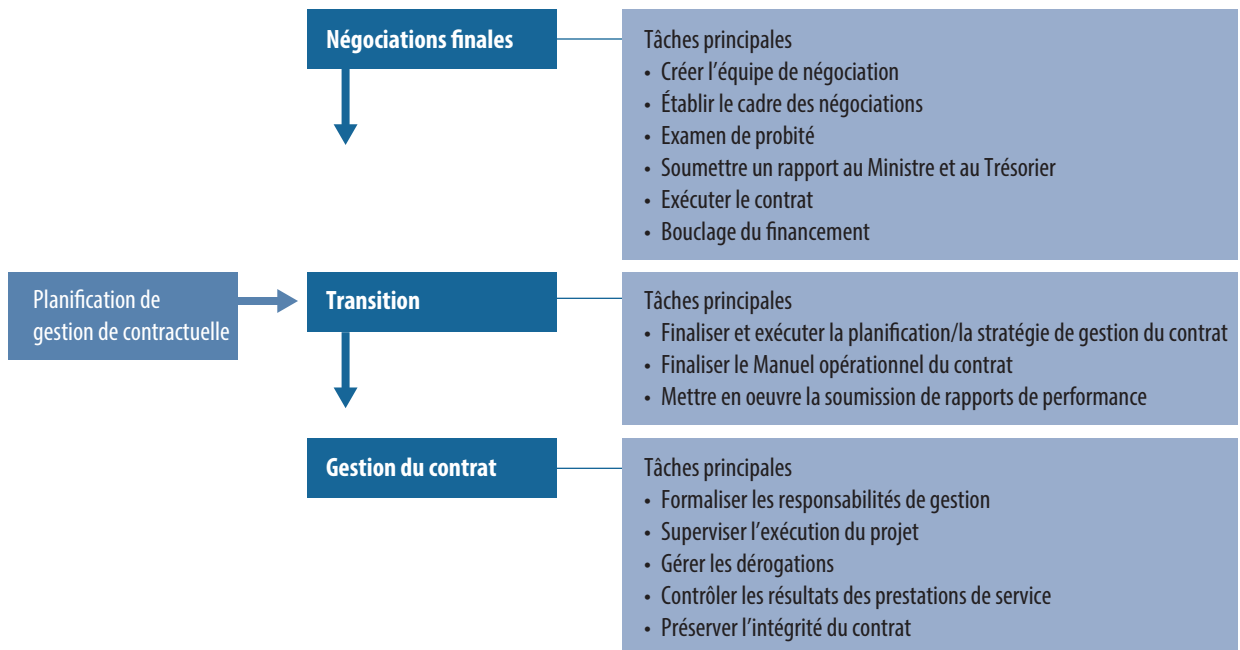 Négociations finales
Tâches principales
• Créer l’équipe de négociation
• Établir le cadre des négociations
• Examen de probité
• Soumettre un rapport au Ministre et au Trésorier
• Exécuter le contrat
• Bouclage du financement
Planification de
gestion de contractuelle
Transition
Tâches principales
• Finaliser et exécuter la planification/la stratégie de gestion du contrat
• Finaliser le Manuel opérationnel du contrat
• Mettre en oeuvre la soumission de rapports de performance
Gestion du contrat
Tâches principales
• Formaliser les responsabilités de gestion
• Superviser l’exécution du projet
• Gérer les dérogations
• Contrôler les résultats des prestations de service
• Préserver l’intégrité du contrat